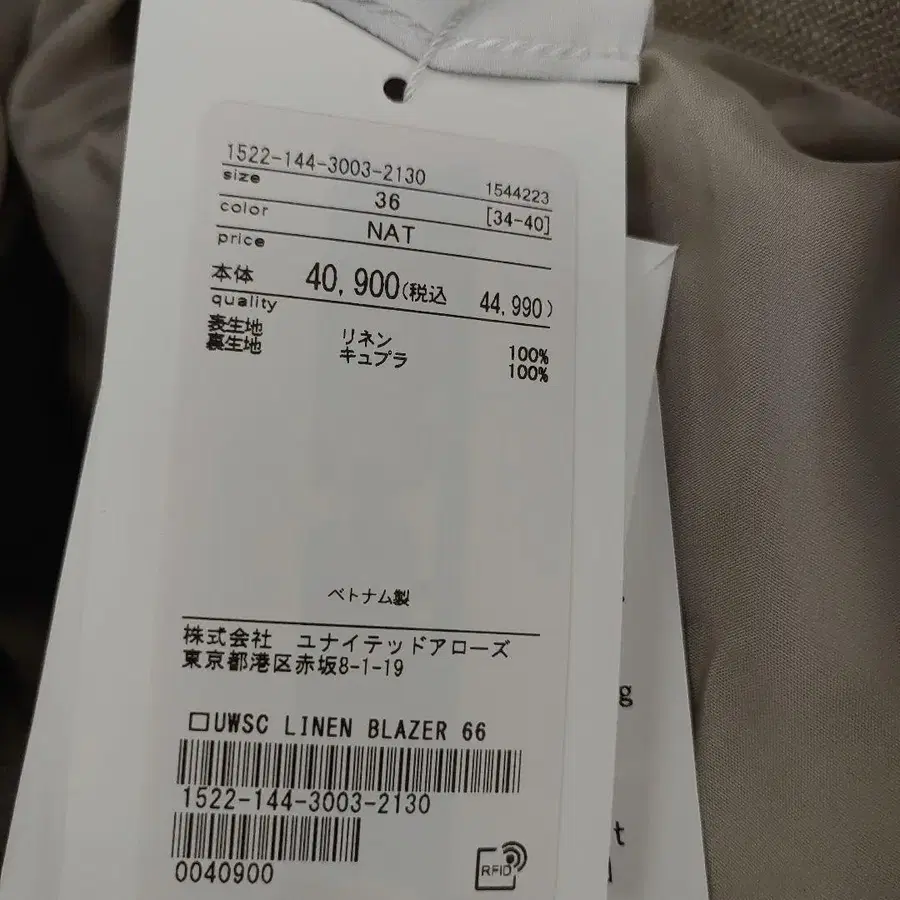 1522-144-3003-2130 1544223
size 36 [34-40]
color NAT
price
本体 40,900(税込 44,990)
quality
表生地 リネン 100%
裏生地 キュプラ 100%
ベトナム製
株式会社 ユナイテッドアローズ
東京都港区赤坂8-1-19
□UWSC LINEN BLAZER 66
1522-144-3003-2130
0040900
RFID
g
t